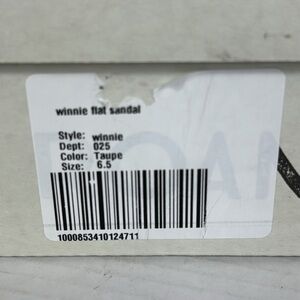 winnie flat sandal
Style: winnie
Dept: 025
Color: Taupe
Size: 6.5
1000853410124711